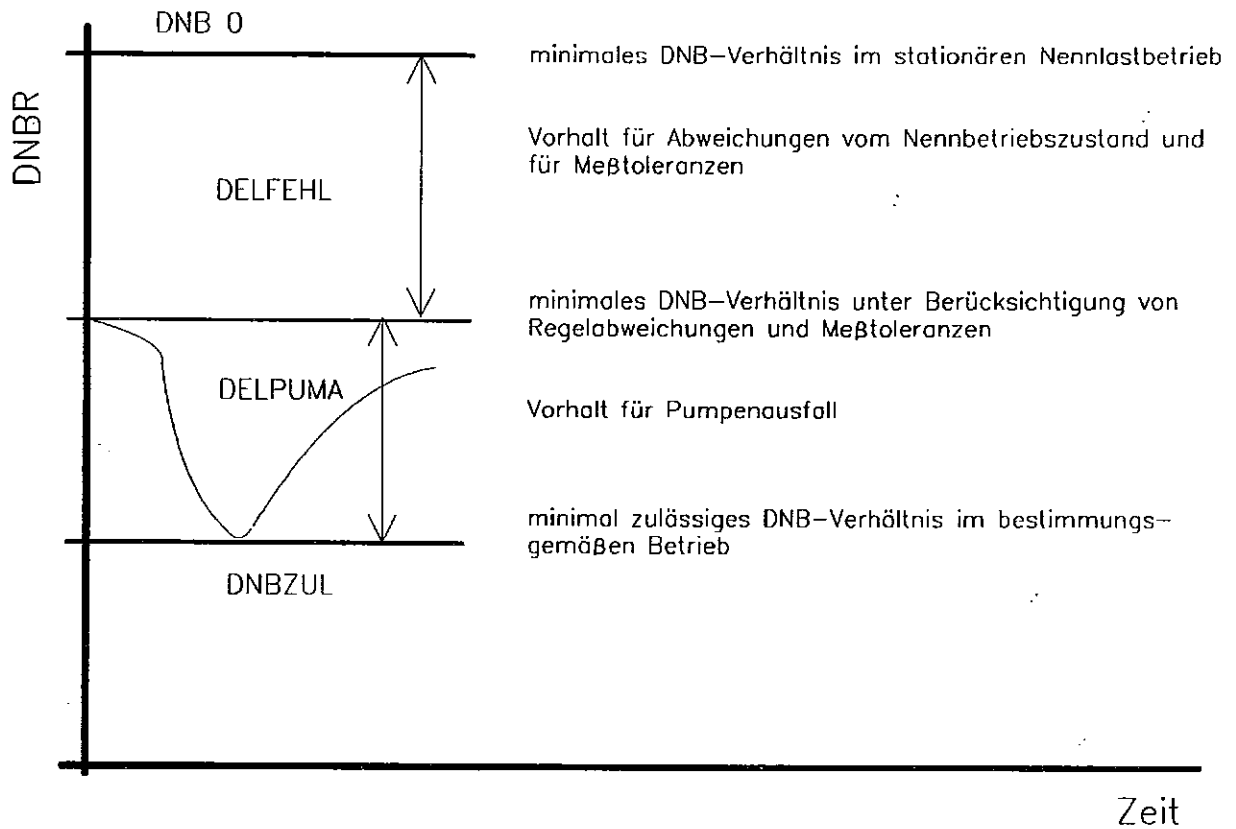 DNB 0
minimales DNB-Verhältnis im stationären Nennlastbetrieb
DNBR
Vorhalt für Abweichungen vom Nennbetriebszustand und
für Meßtoleranzen
DELFEHL
minimales DNB-Verhältnis unter Berücksichtigung von
Regelabweichungen und Meßtoleranzen
DELPUMA
Vorhalt für Pumpenausfall
minimal zulässiges DNB-Verhältnis im bestimmungs-
gemäßen Betrieb
DNBZUL
Zeit